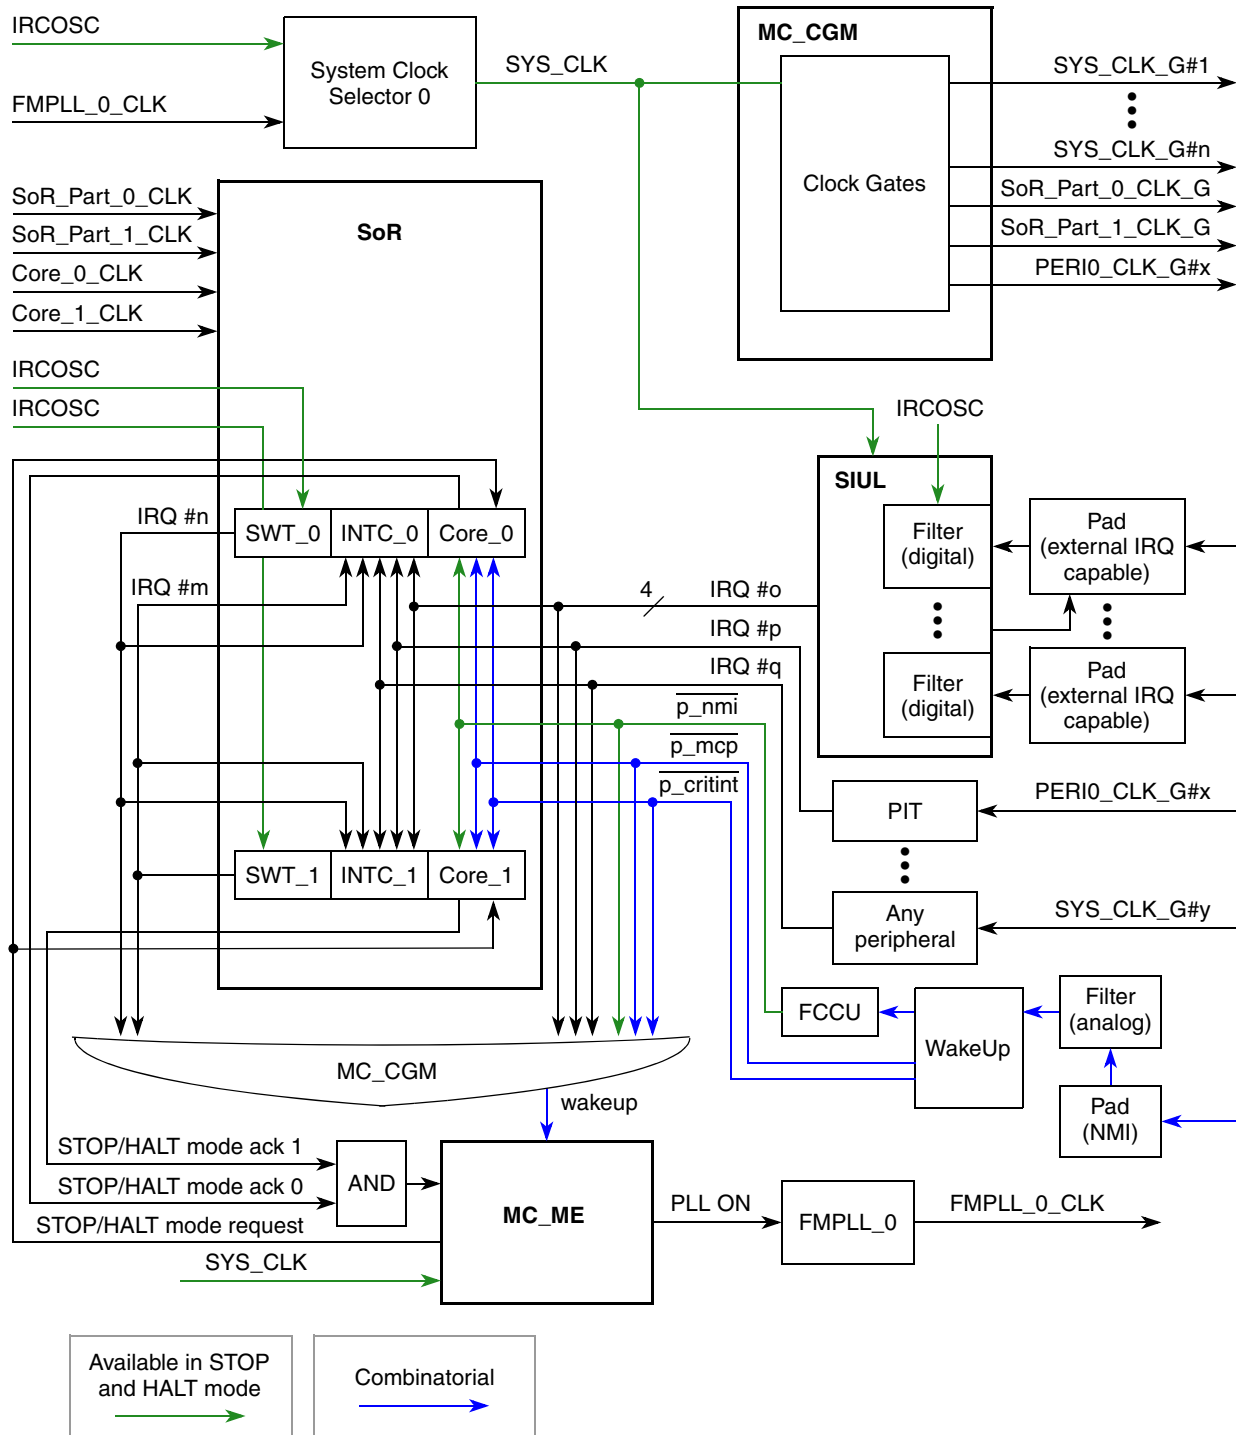 IRCOSC
FMPLL_0_CLK
System Clock
Selector 0
SYS_CLK
MC_CGM
Clock Gates
SYS_CLK_G#1
SYS_CLK_G#n
SoR_Part_0_CLK_G
SoR_Part_1_CLK_G
PERI0_CLK_G#x
SoR_Part_0_CLK
SoR_Part_1_CLK
Core_0_CLK
Core_1_CLK
IRCOSC
IRCOSC
SoR
IRCOSC
SIUL
Filter
(digital)
Filter
(digital)
Pad
(external IRQ
capable)
Pad
(external IRQ
capable)
IRQ #n
IRQ #m
SWT_0
INTC_0
Core_0
4
IRQ #o
IRQ #p
IRQ #q
p_nmi
p_mcp
p_critint
SWT_1
INTC_1
Core_1
PIT
PERI0_CLK_G#x
Any
peripheral
SYS_CLK_G#y
FCCU
WakeUp
Filter
(analog)
Pad
(NMI)
MC_CGM
wakeup
STOP/HALT mode ack 1
STOP/HALT mode ack 0
STOP/HALT mode request
SYS_CLK
AND
MC_ME
PLL ON
FMPLL_0
FMPLL_0_CLK
Available in STOP
and HALT mode
Combinatorial